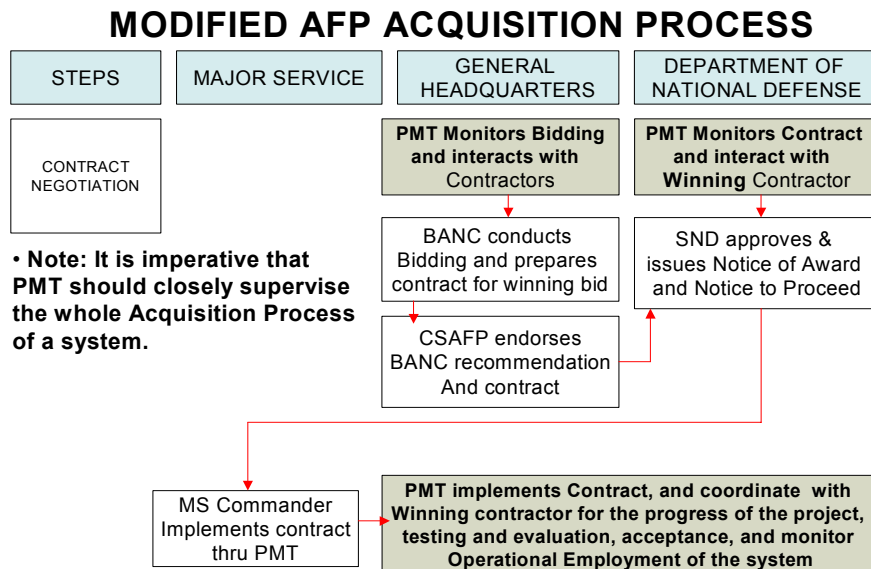 MODIFIED AFP ACQUISITION PROCESS
STEPS
MAJOR SERVICE
GENERAL
HEADQUARTERS
DEPARTMENT OF
NATIONAL DEFENSE
CONTRACT
NEGOTIATION
PMT Monitors Bidding
and interacts with
Contractors
PMT Monitors Contract
and interact with
Winning Contractor
BANC conducts
Bidding and prepares
contract for winning bid
SND approves &
issues Notice of Award
and Notice to Proceed
• Note: It is imperative that
PMT should closely supervise
the whole Acquisition Process
of a system.
CSAFP endorses
BANC recommendation
And contract
MS Commander
Implements contract
thru PMT
PMT implements Contract, and coordinate with
Winning contractor for the progress of the project,
testing and evaluation, acceptance, and monitor
Operational Employment of the system